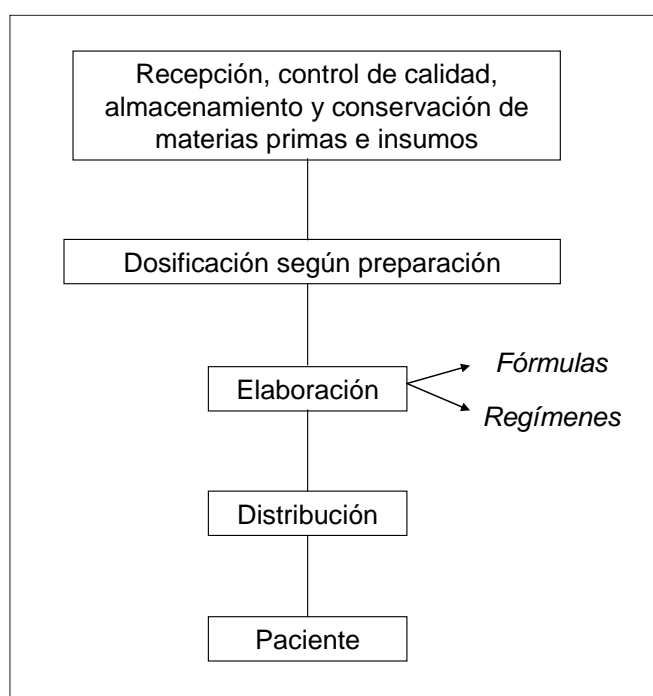 Recepción, control de calidad,
almacenamiento y conservación de
materias primas e insumos
Dosificación según preparación
Elaboración
Fórmulas
Regímenes
Distribución
Paciente